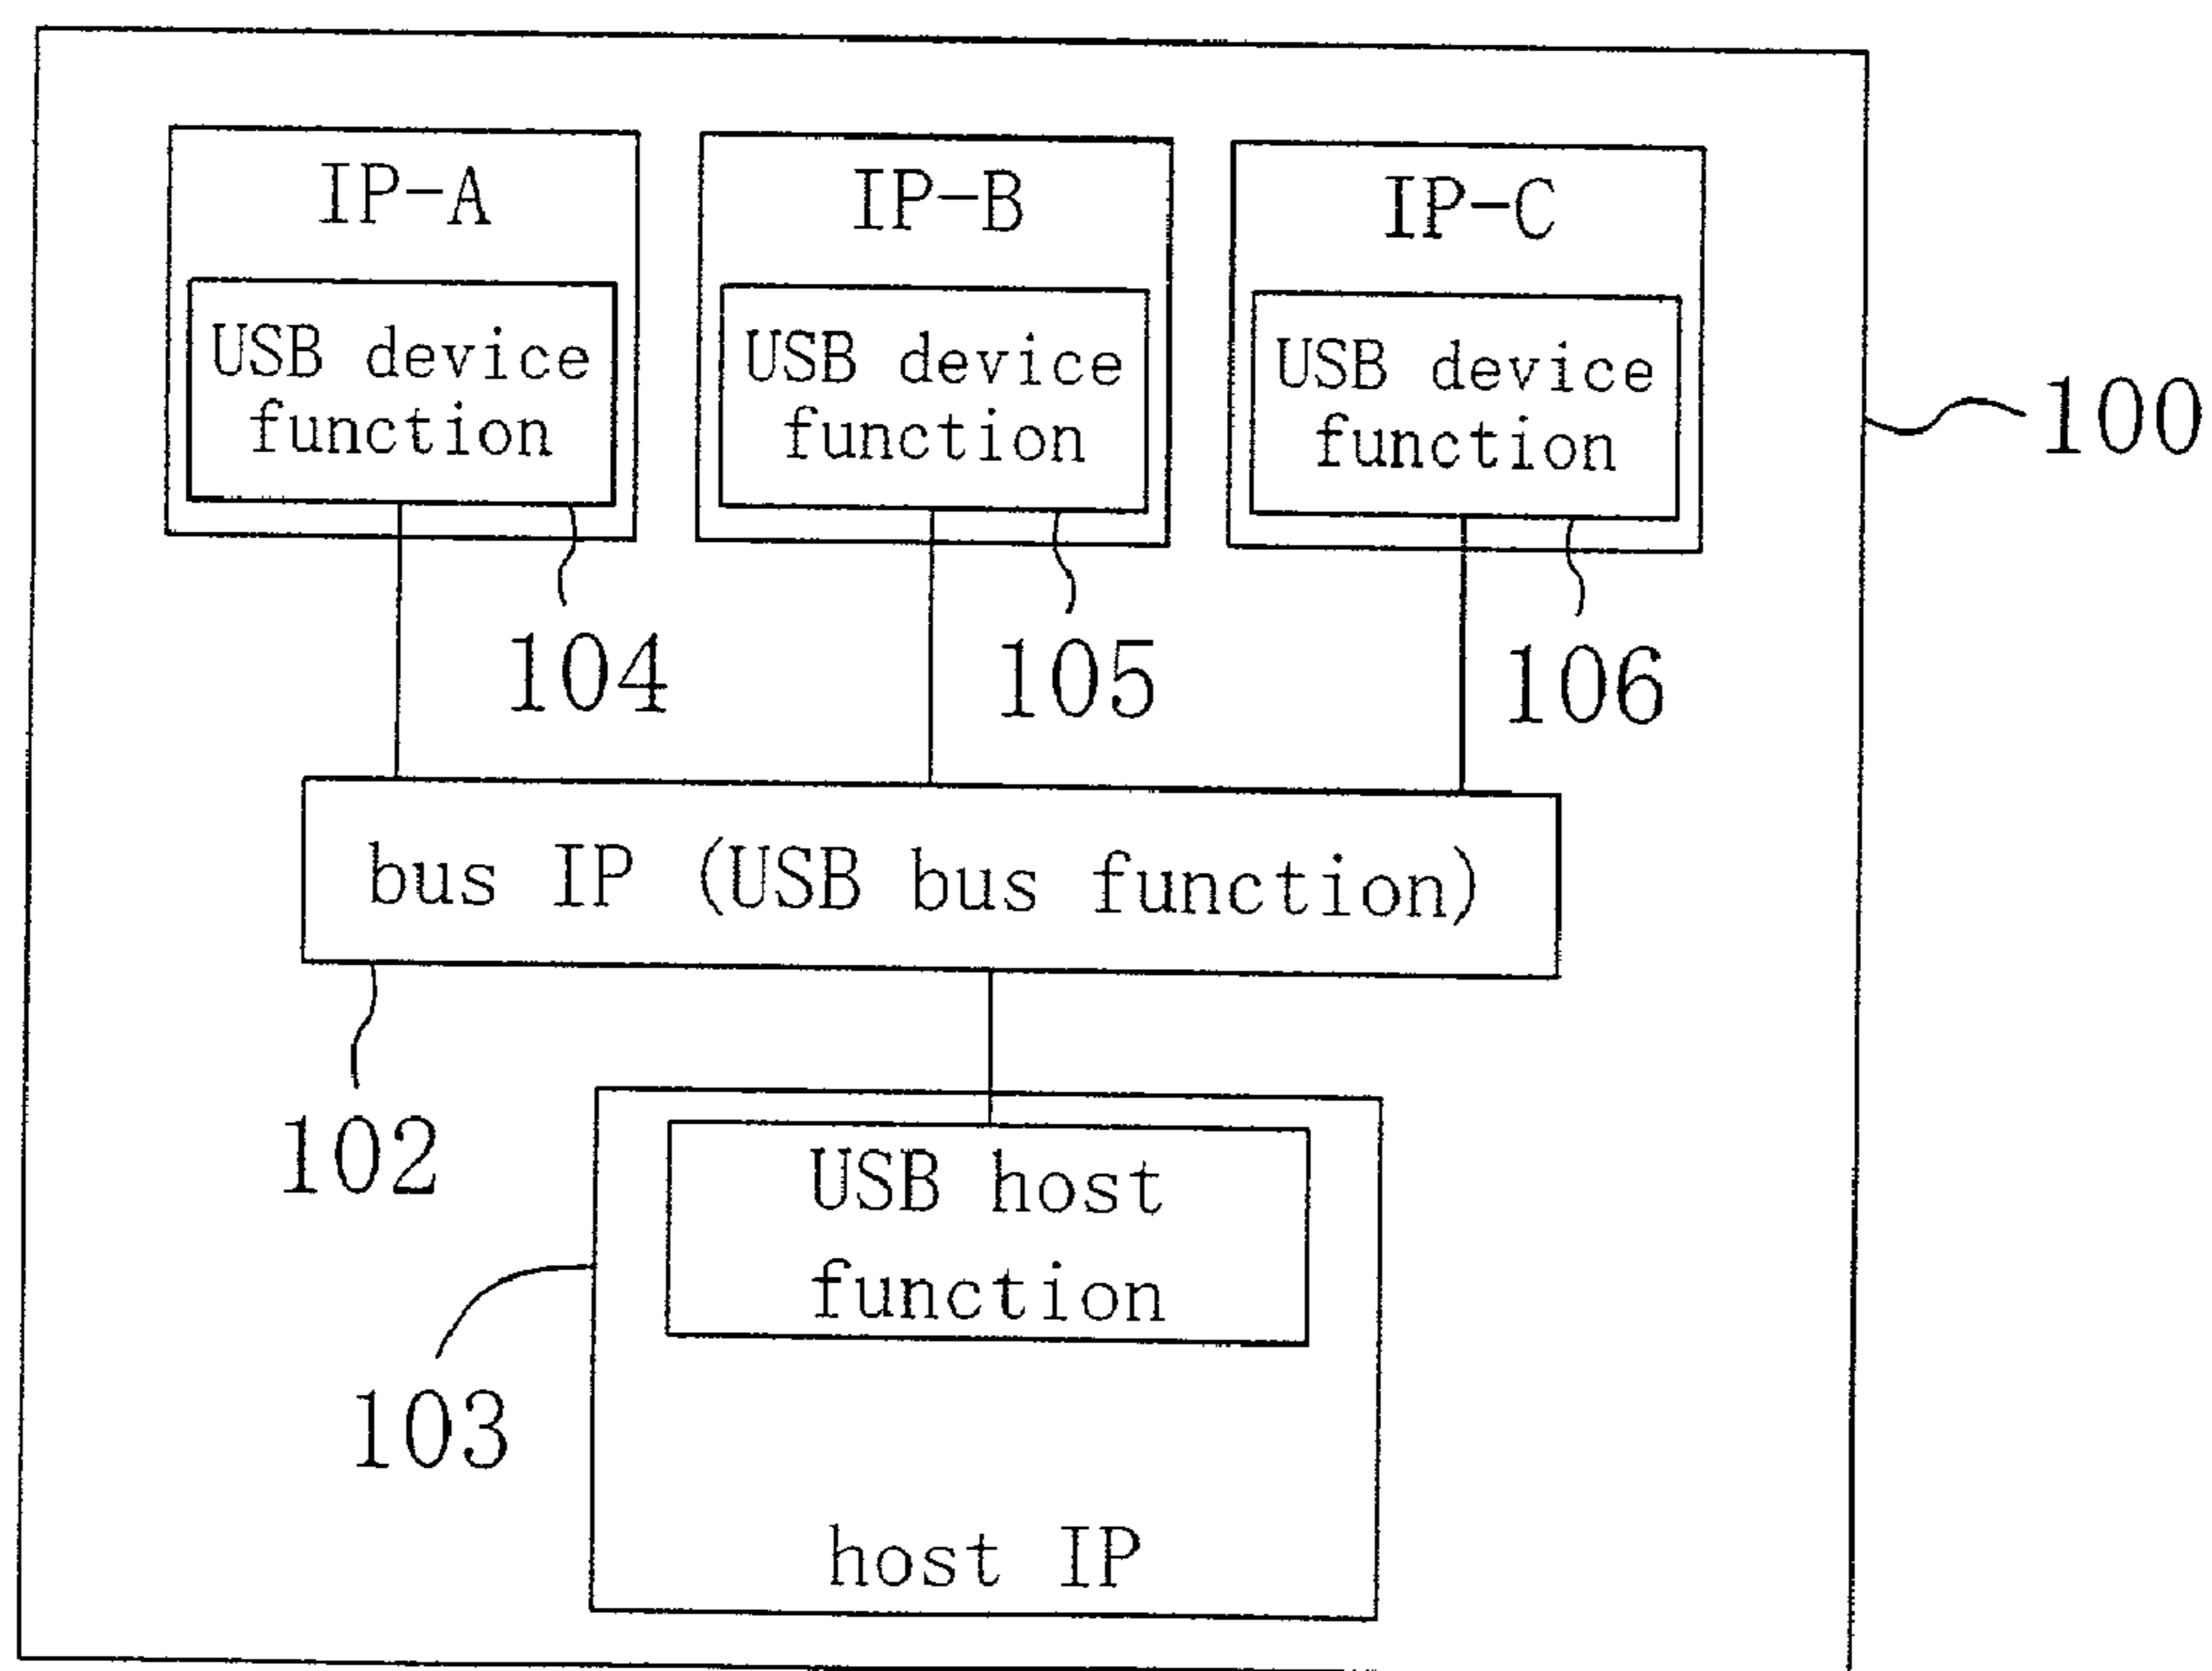 IP-A
IP-B
IP-C
USB device
function
USB device
function
USB device
function
100
104
105
106
bus IP (USB bus function)
102
USB host
function
103
host IP